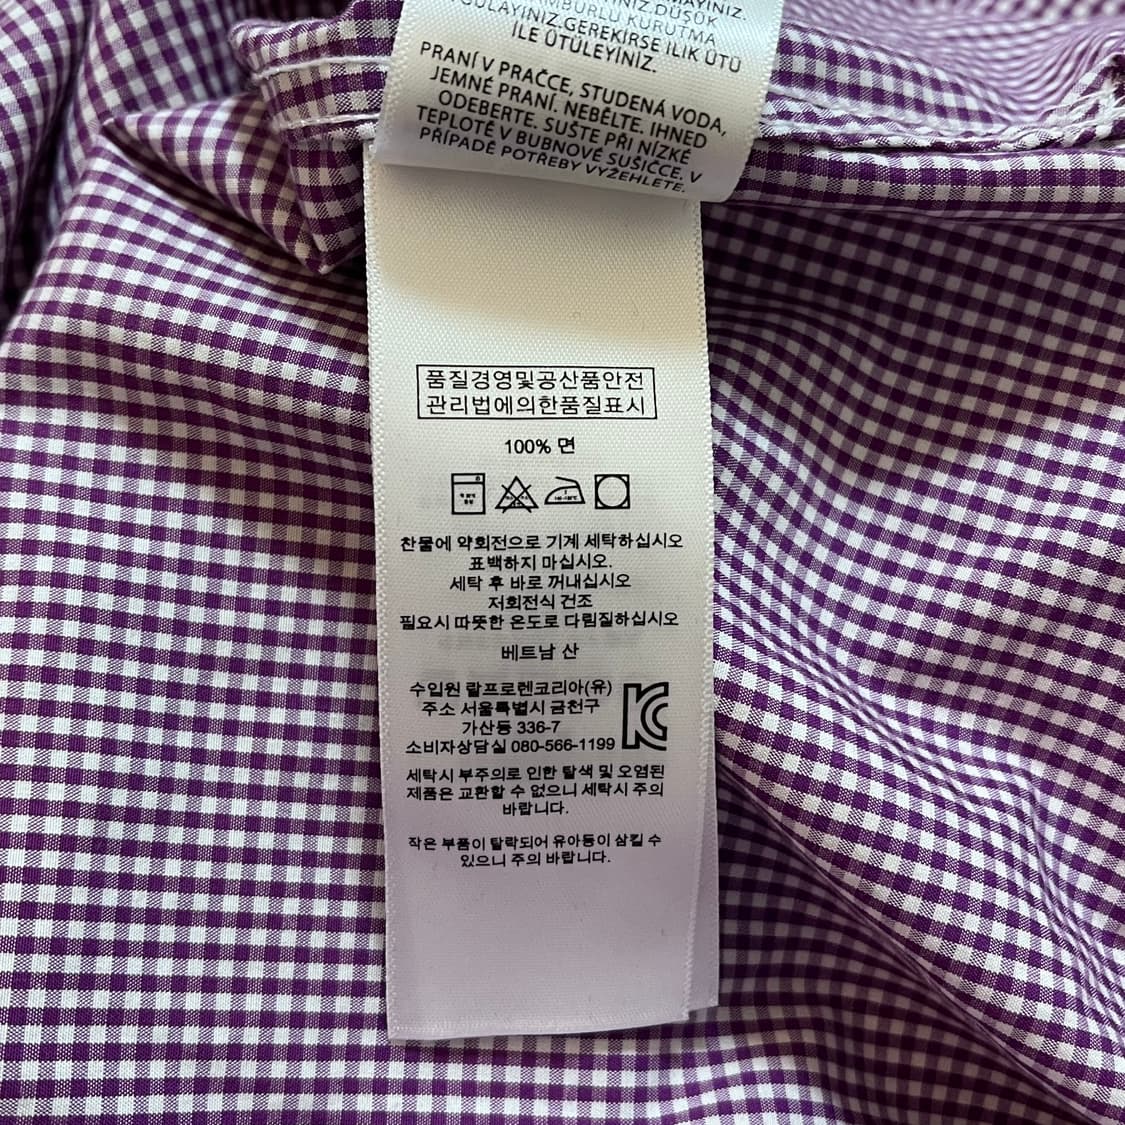 ILE ÜTÜLEYİNİZ.
PRANÍ V PRAČCE, STUDENÁ VODA,
JEMNÉ PRANÍ. NEBĚLTE. IHNED
ODEBERTE. SUŠTE PŘI NÍZKÉ
TEPLOTĚ V BUBNOVÉ SUŠIČCE. V
PŘÍPADĚ POTŘEBY VYŽEHLETE.
품질경영및공산품안전
관리법에의한품질표시
100% 면
찬물에 약회전으로 기계 세탁하십시오
표백하지 마십시오.
세탁 후 바로 꺼내십시오
저회전식 건조
필요시 따뜻한 온도로 다림질하십시오
베트남 산
수입원 랄프로렌코리아(유)
주소 서울특별시 금천구
가산동 336-7
소비자상담실 080-566-1199
세탁시 부주의로 인한 탈색 및 오염된
제품은 교환할 수 없으니 세탁시 주의
바랍니다.
작은 부품이 탈락되어 유아등이 삼킬 수
있으니 주의 바랍니다.